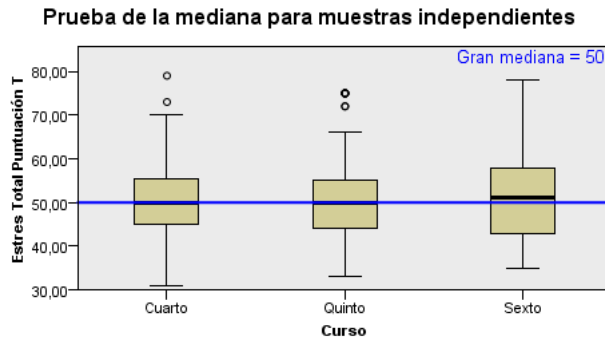 Prueba de la mediana para muestras independientes
Gran mediana = 50
Estres Total Puntuación T
80,00
70,00
60,00
50,00
40,00
30,00
Cuarto
Quinto
Sexto
Curso